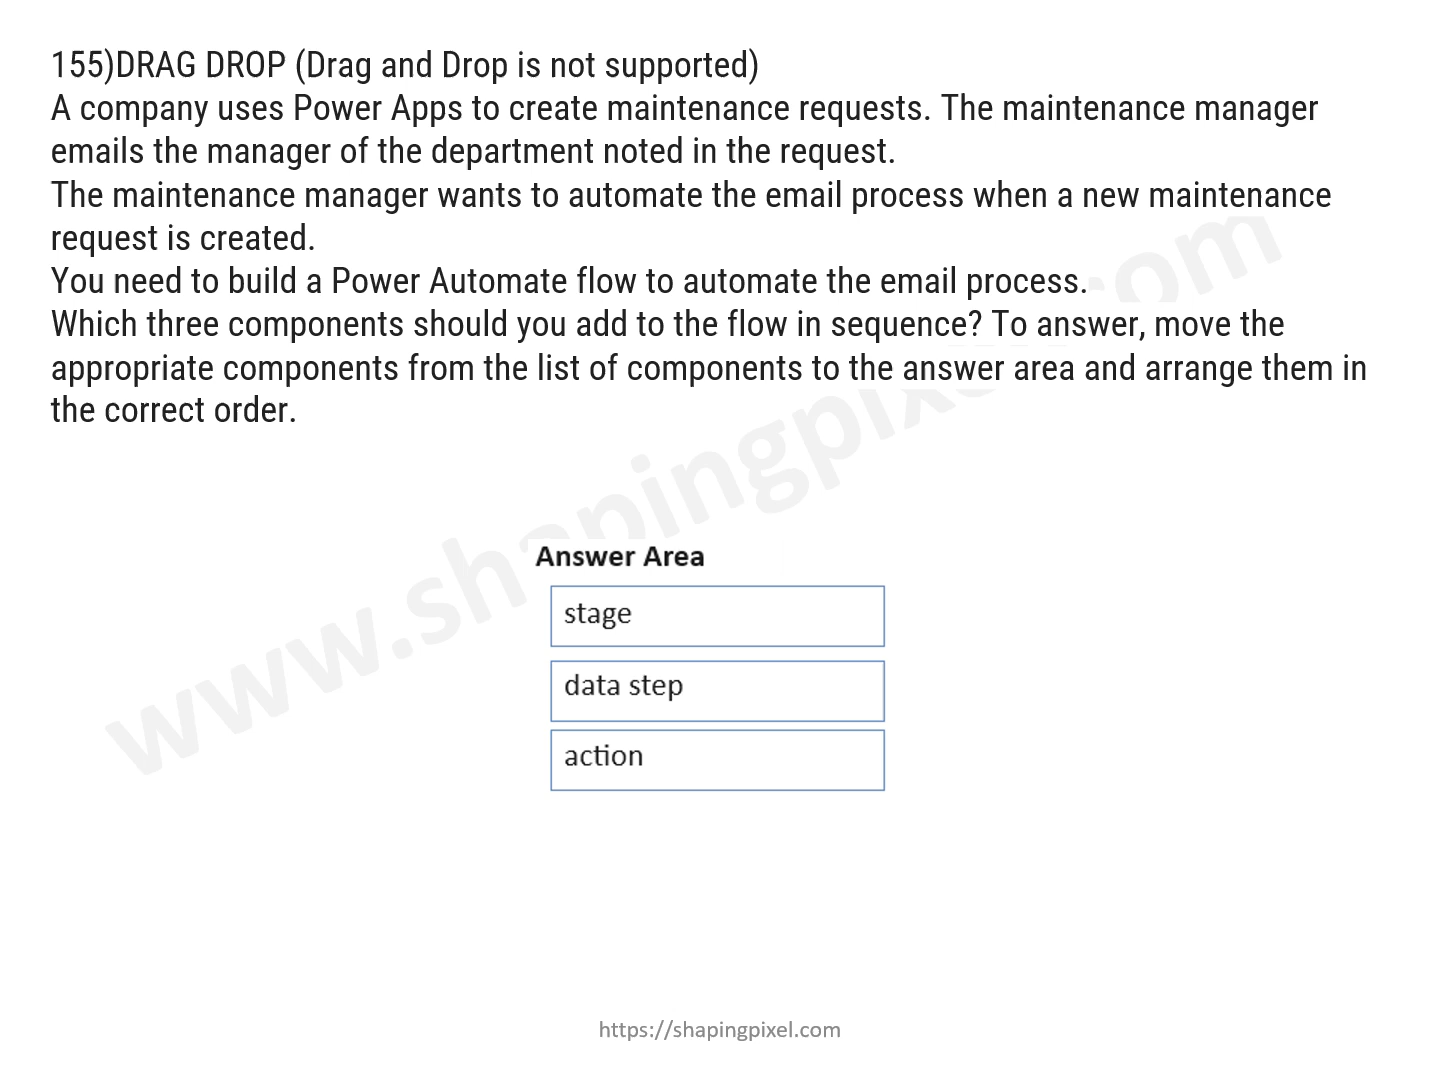 155)DRAG DROP (Drag and Drop is not supported)
A company uses Power Apps to create maintenance requests. The maintenance manager
emails the manager of the department noted in the request.
The maintenance manager wants to automate the email process when a new maintenance
request is created.
You need to build a Power Automate flow to automate the email process.
Which three components should you add to the flow in sequence? To answer, move the
appropriate components from the list of components to the answer area and arrange them in
the correct order.
Answer Area
stage
data step
action
https://shapingpixel.com